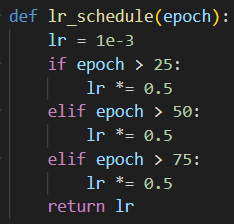 def lr_schedule(epoch):
    lr = 1e-3
    if epoch > 25:
        lr *= 0.5
    elif epoch > 50:
        lr *= 0.5
    elif epoch > 75:
        lr *= 0.5
    return lr